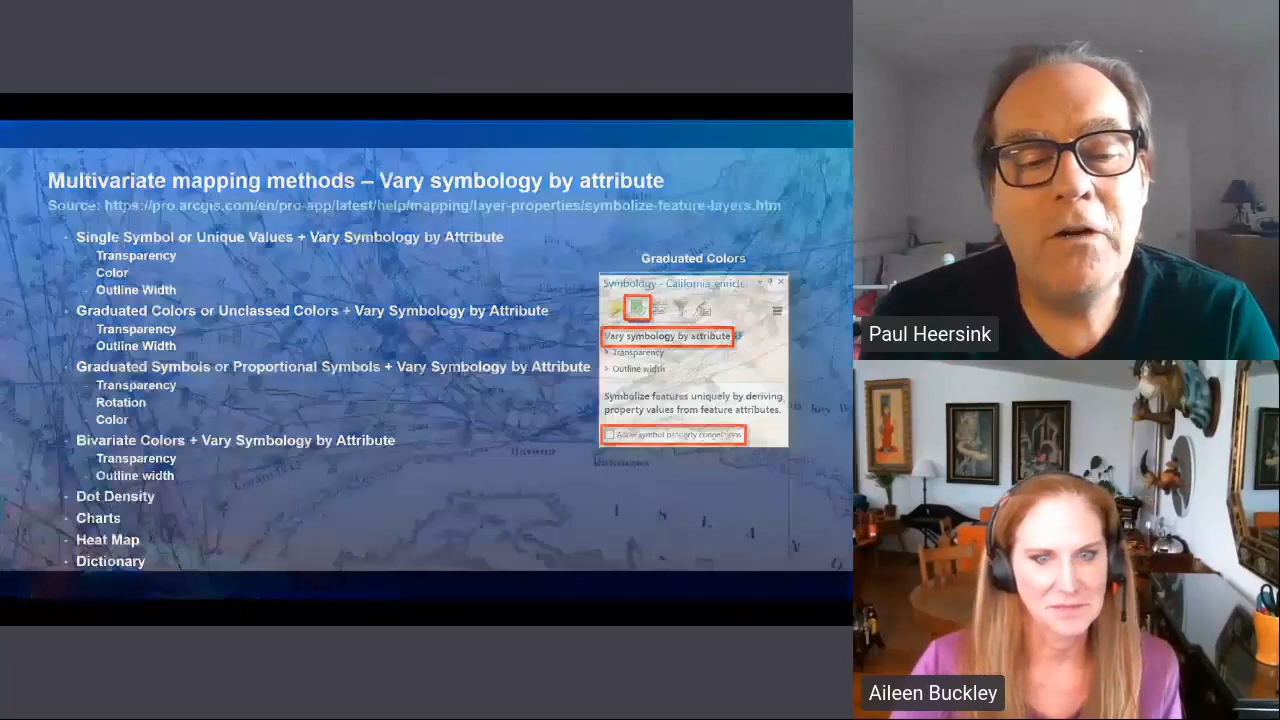 Multivariate mapping methods – Vary symbology by attribute
Source: https://pro.arcgis.com/en/pro-app/latest/help/mapping/layer-properties/symbolize-feature-layers.htm
Single Symbol or Unique Values + Vary Symbology by Attribute
Transparency
Color
Outline Width
Graduated Colors or Unclassed Colors + Vary Symbology by Attribute
Transparency
Outline Width
Graduated Symbols or Proportional Symbols + Vary Symbology by Attribute
Transparency
Rotation
Color
Bivariate Colors + Vary Symbology by Attribute
Transparency
Outline width
Dot Density
Charts
Heat Map
Dictionary
Graduated Colors
Symbology - California_enrich...
Vary symbology by attribute
Transparency
Outline width
Symbolize features uniquely by deriving
property values from feature attributes.
Allow symbol property connections
Paul Heersink
Aileen Buckley